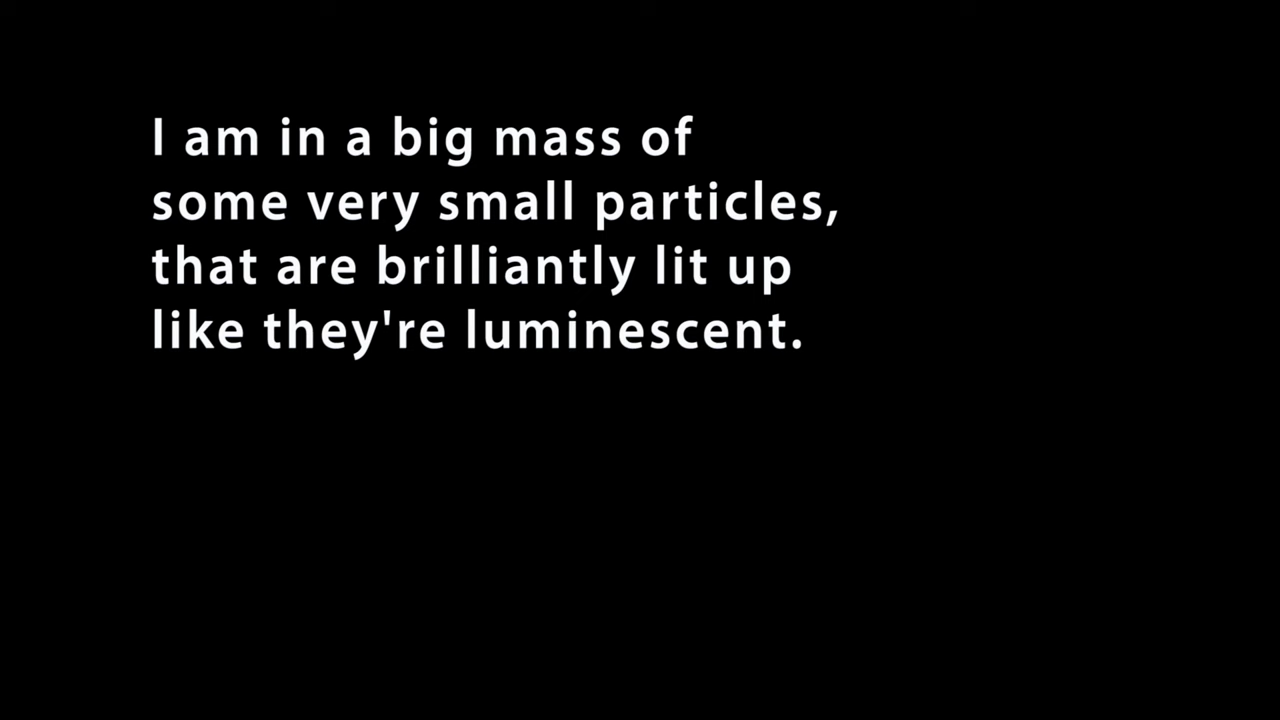 I am in a big mass of
some very small particles,
that are brilliantly lit up
like they're luminescent.